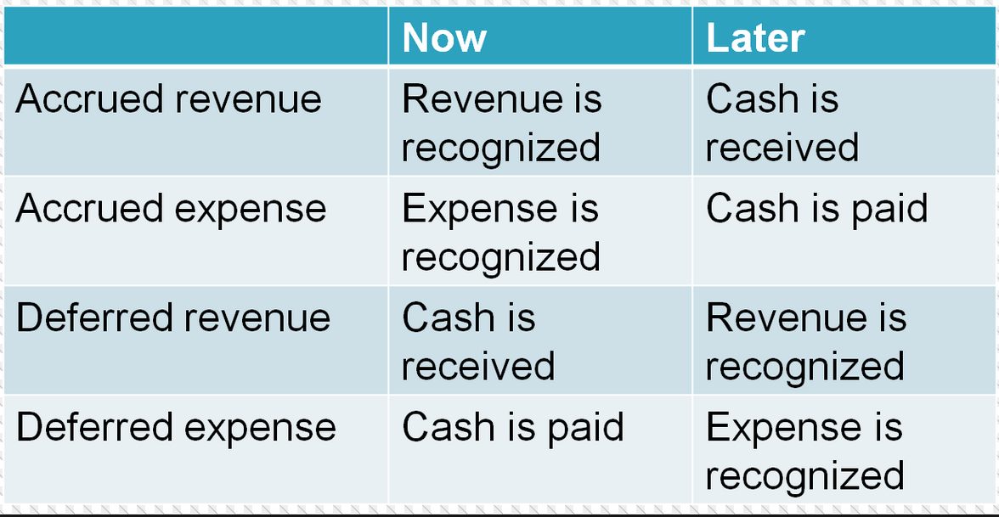 Now Later
Accrued revenue Revenue is Cash is
recognized received
Accrued expense Expense is Cash is paid
recognized
Deferred revenue Cash is Revenue is
received recognized
Deferred expense Cash is paid Expense is
recognized